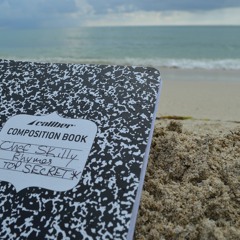 caliber
COMPOSITION BOOK
Chef Skilly
Rhymes
TOP SECRET